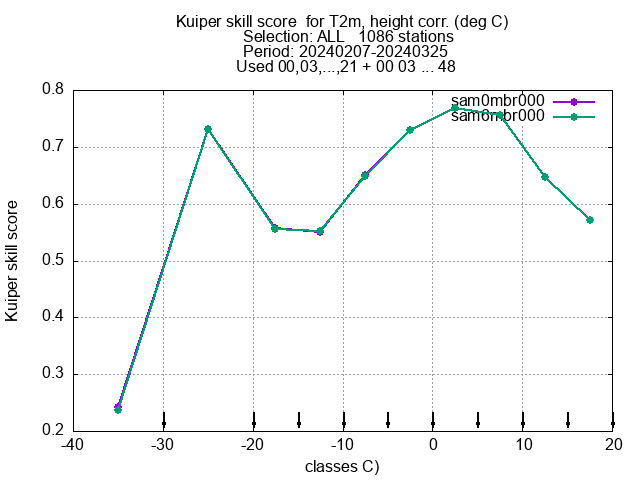 Kuiper skill score  for T2m, height corr. (deg C)
Selection: ALL   1086 stations
Period: 20240207-20240325
Used 00,03,...,21 + 00 03 ... 48
sam0mbr000
sam0mbr000
0.8
0.7
0.6
0.5
0.4
0.3
0.2
Kuiper skill score
-40 -30 -20 -10 0 10 20
classes C)